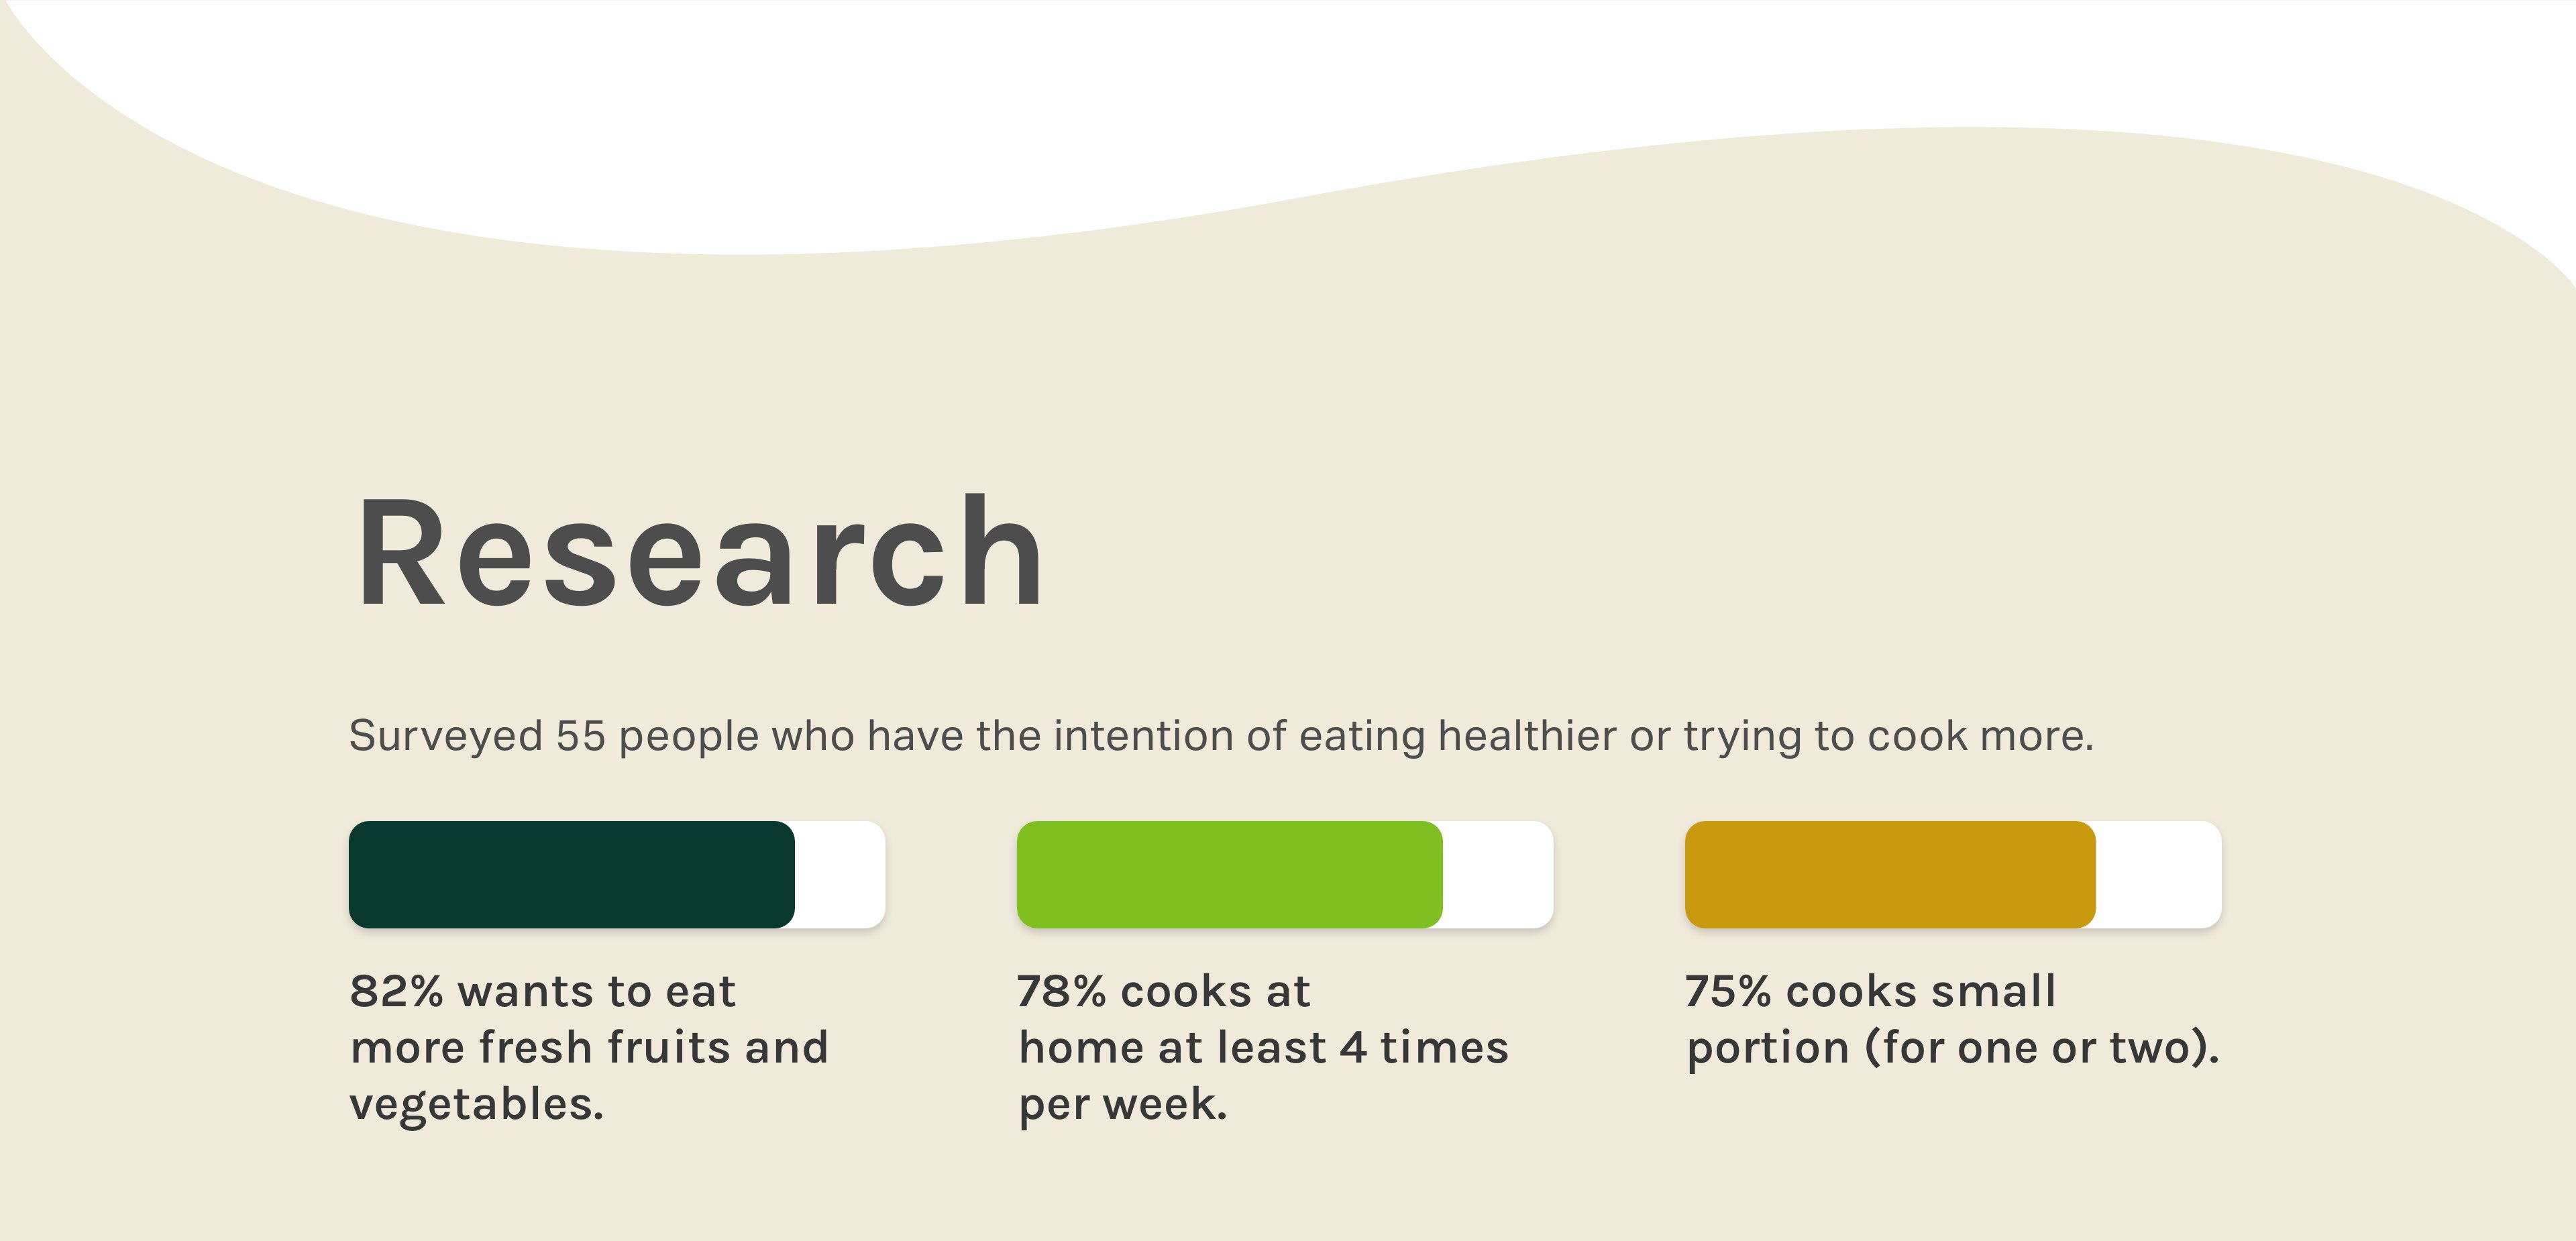 Research
Surveyed 55 people who have the intention of eating healthier or trying to cook more.
82% wants to eat
more fresh fruits and
vegetables.
78% cooks at
home at least 4 times
per week.
75% cooks small
portion (for one or two).